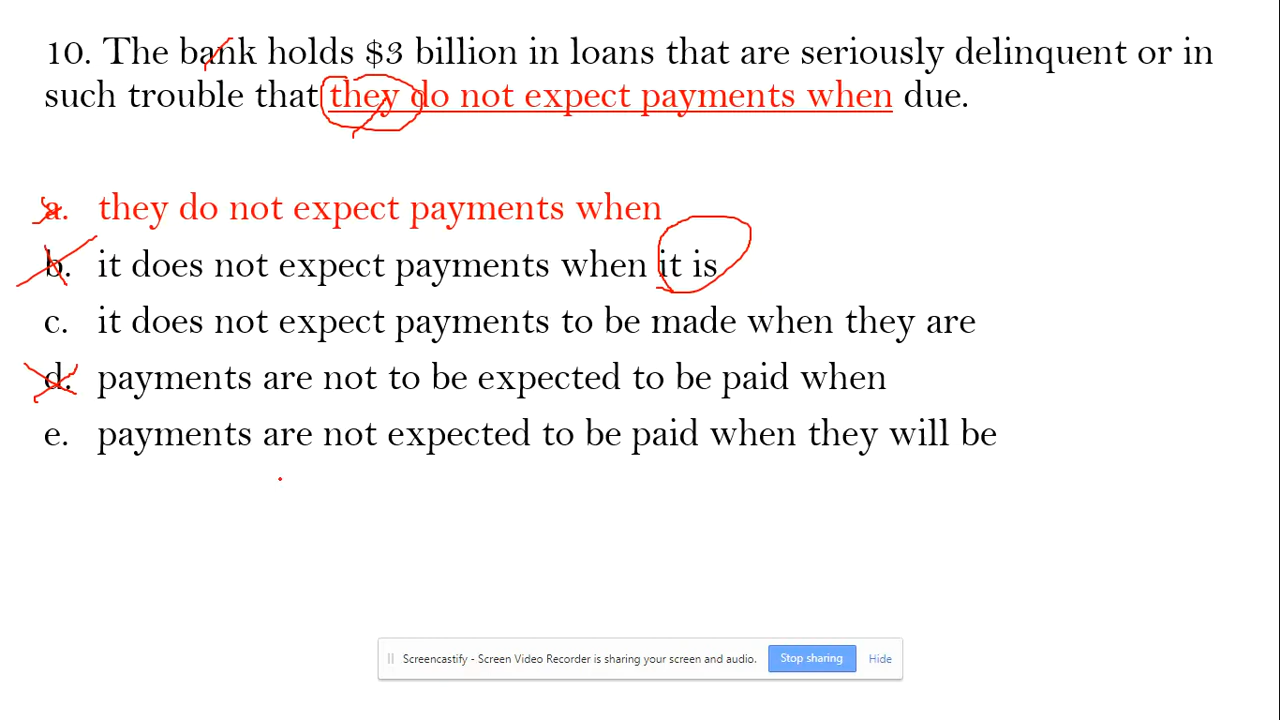 10. The bank holds $3 billion in loans that are seriously delinquent or in
such trouble that they do not expect payments when due.
a. they do not expect payments when
b. it does not expect payments when it is
c. it does not expect payments to be made when they are
d. payments are not to be expected to be paid when
e. payments are not expected to be paid when they will be
Screencastify - Screen Video Recorder is sharing your screen and audio. Stop sharing Hide